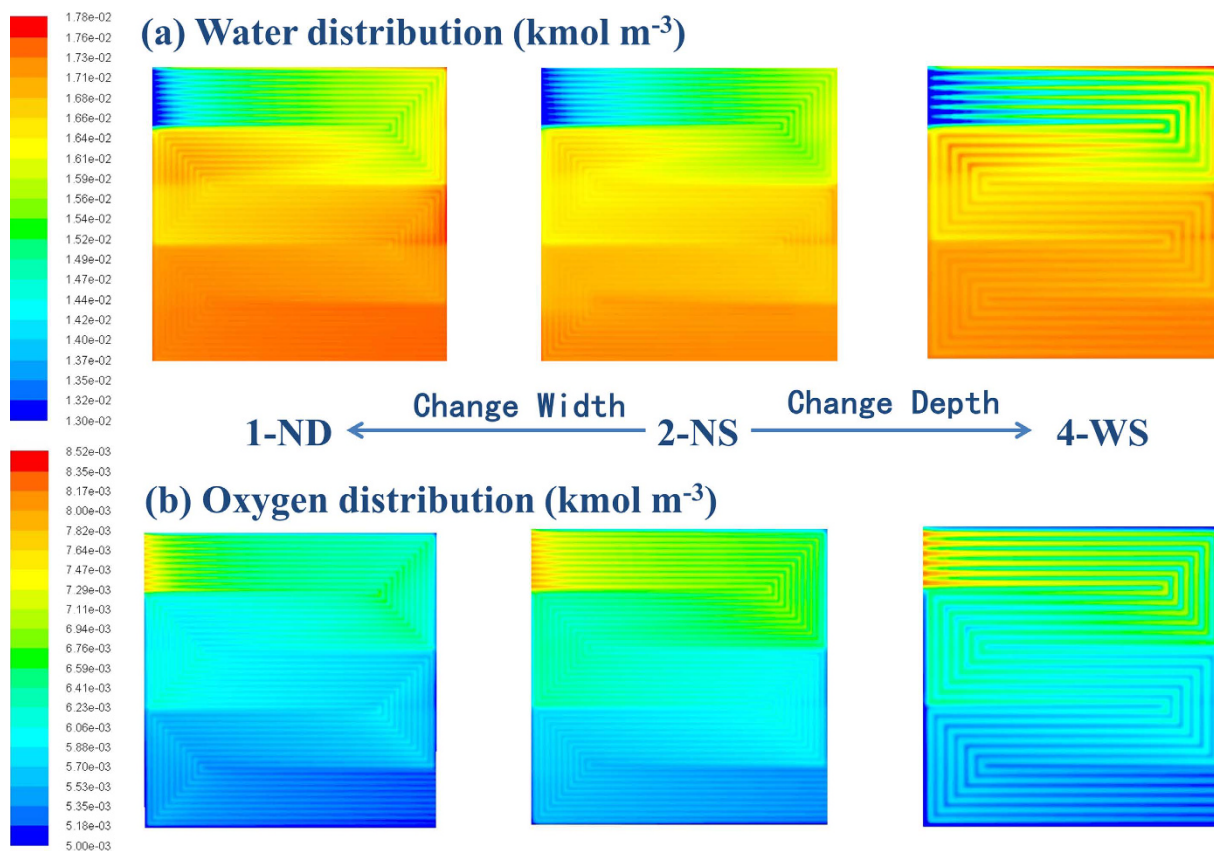 1.78e-02
1.76e-02
1.73e-02
1.71e-02
1.68e-02
1.66e-02
1.64e-02
1.61e-02
1.59e-02
1.56e-02
1.54e-02
1.52e-02
1.49e-02
1.47e-02
1.44e-02
1.42e-02
1.40e-02
1.37e-02
1.35e-02
1.32e-02
1.30e-02
(a) Water distribution (kmol m⁻³)
Change Width
Change Depth
1-ND
2-NS
4-WS
8.52e-03
8.35e-03
8.17e-03
8.00e-03
7.82e-03
7.64e-03
7.47e-03
7.29e-03
7.11e-03
6.94e-03
6.76e-03
6.59e-03
6.41e-03
6.23e-03
6.06e-03
5.88e-03
5.70e-03
5.53e-03
5.35e-03
5.18e-03
5.00e-03
(b) Oxygen distribution (kmol m⁻³)